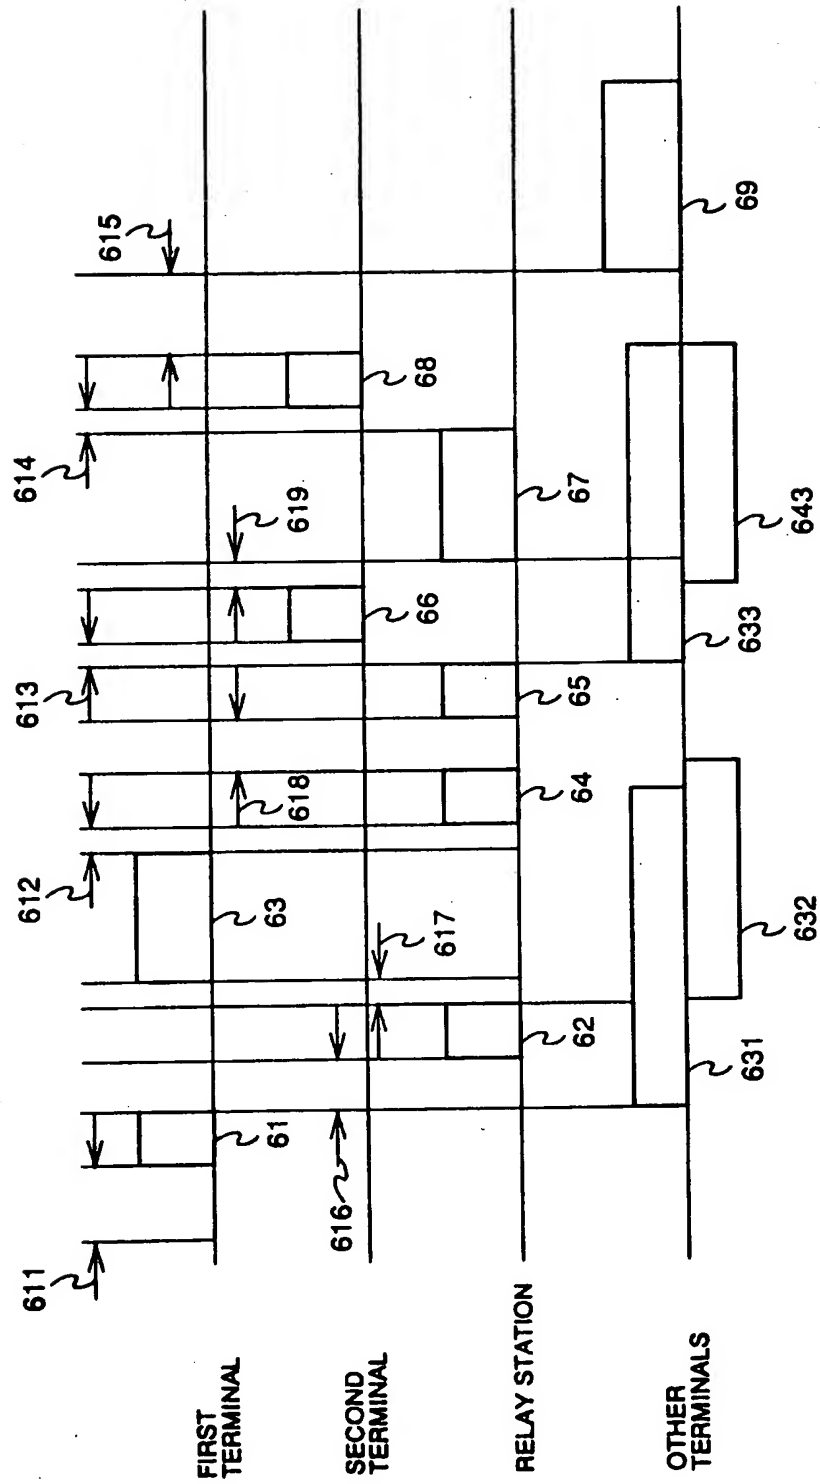 611 612 613 614
615
FIRST
TERMINAL
61 63
618 619
616
SECOND
TERMINAL
66 68
617
RELAY STATION
62 64 65 67
OTHER
TERMINALS
631 633 69
643
632